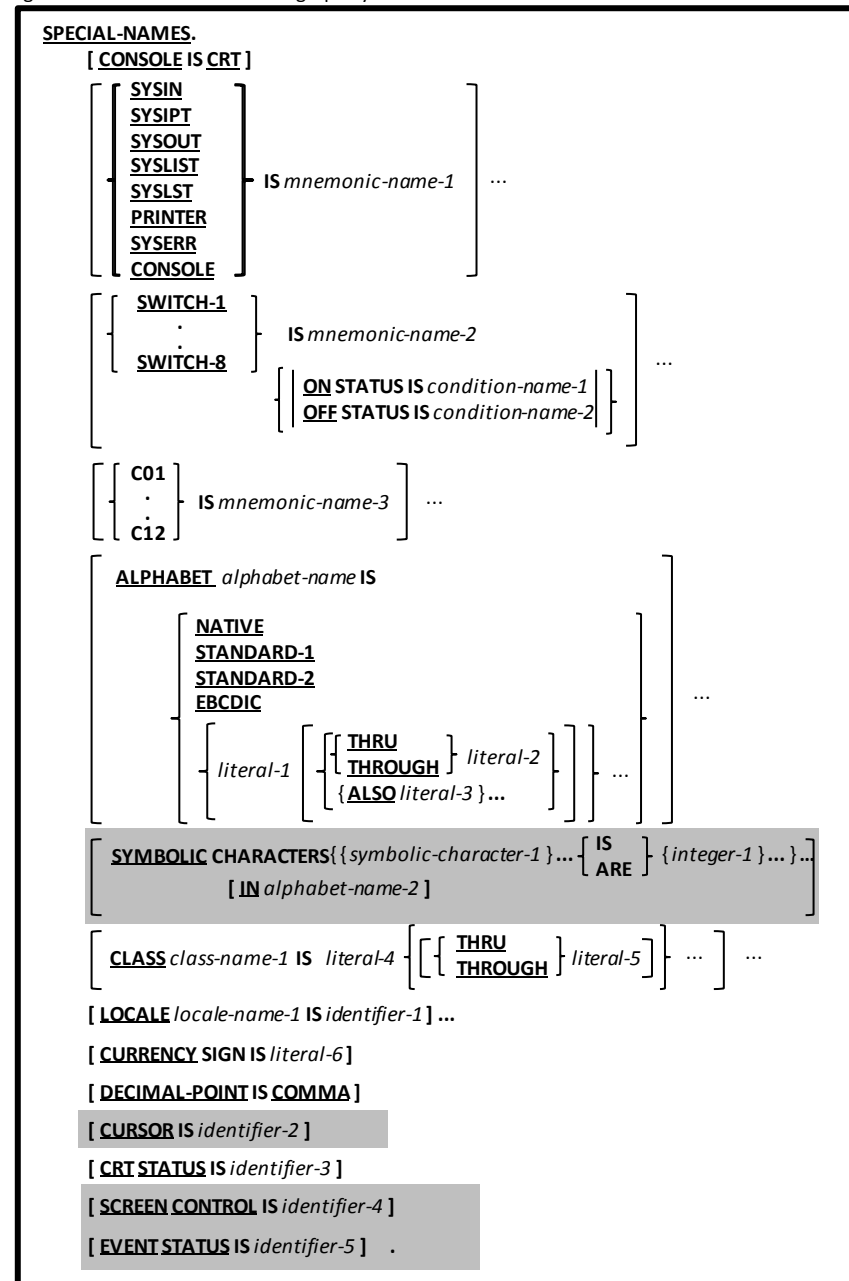 SPECIAL-NAMES.
[ CONSOLE IS CRT ]
SYSIN
SYSIPT
SYSOUT
SYSLIST
SYSLST
PRINTER
SYSERR
CONSOLE
IS mnemonic-name-1 ...
SWITCH-1
.
.
SWITCH-8
IS mnemonic-name-2
ON STATUS IS condition-name-1
OFF STATUS IS condition-name-2
...
C01
.
.
C12
IS mnemonic-name-3 ...
ALPHABET alphabet-name IS
NATIVE
STANDARD-1
STANDARD-2
EBCDIC
literal-1
THRU
THROUGH
literal-2
{ ALSO literal-3 } ...
...
...
SYMBOLIC CHARACTERS { { symbolic-character-1 } ... { IS ARE } { integer-1 } ... } ...
[ IN alphabet-name-2 ]
CLASS class-name-1 IS literal-4 { [ { THRU THROUGH } literal-5 ] } ... ] ...
[ LOCALE locale-name-1 IS identifier-1 ] ...
[ CURRENCY SIGN IS literal-6 ]
[ DECIMAL-POINT IS COMMA ]
[ CURSOR IS identifier-2 ]
[ CRT STATUS IS identifier-3 ]
[ SCREEN CONTROL IS identifier-4 ]
[ EVENT STATUS IS identifier-5 ] .